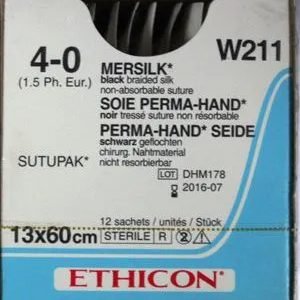 4-0
(1.5 Ph. Eur.)
W211
MERSILK*
black braided silk
non-absorbable suture
SOIE PERMA-HAND*
noir tressé suture non résorbable
PERMA-HAND* SEIDE
schwarz geflochten
chirurg. Nahtmaterial
nicht resorbierbar
SUTUPAK*
LOT DHM178
2016-07
12 sachets / unités / Stück
13x60cm
STERILE R 2
ETHICON*